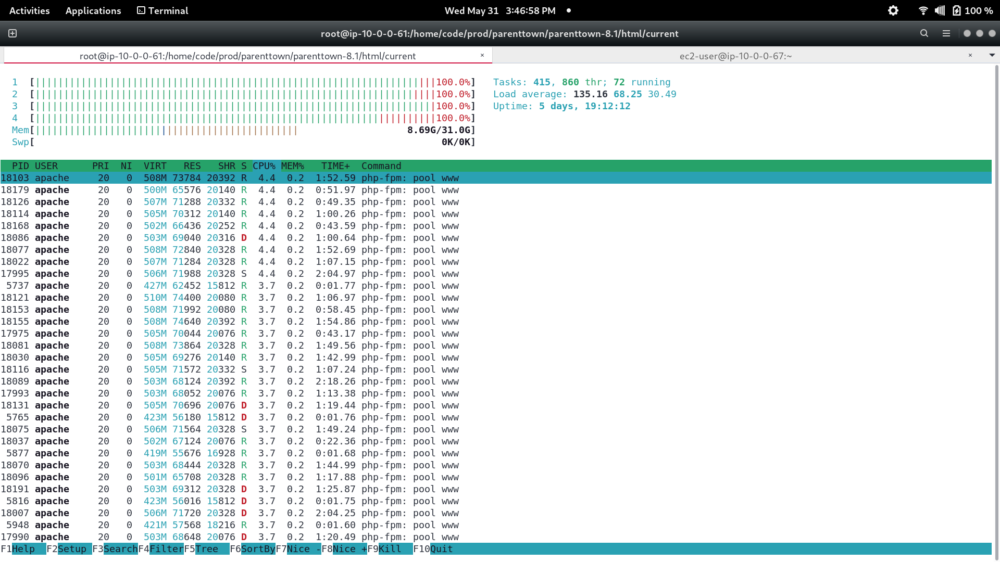 Activities Applications Terminal Wed May 31 3:46:58 PM 100 %
root@ip-10-0-0-61:/home/code/prod/parenttown/parenttown-8.1/html/current
root@ip-10-0-0-61:/home/code/prod/parenttown/parenttown-8.1/html/current × ec2-user@ip-10-0-0-67:~ ×
1 [||||||||||||||||||||||||||||||||||||||||||||||||||||||||||||||||||||||100.0%] Tasks: 415, 860 thr; 72 running
2 [||||||||||||||||||||||||||||||||||||||||||||||||||||||||||||||||||||||100.0%] Load average: 135.16 68.25 30.49
3 [||||||||||||||||||||||||||||||||||||||||||||||||||||||||||||||||||||||100.0%] Uptime: 5 days, 19:12:12
4 [||||||||||||||||||||||||||||||||||||||||||||||||||||||||||||||||||||||100.0%]
Mem[|||||||||||||||||||||||||||||||||||||||||||||| 8.69G/31.0G]
Swp[ 0K/0K]
PID USER PRI NI VIRT RES SHR S CPU% MEM% TIME+ Command
18103 apache 20 0 508M 73784 20392 R 4.4 0.2 1:52.59 php-fpm: pool www
18179 apache 20 0 500M 65576 20140 R 4.4 0.2 0:51.97 php-fpm: pool www
18126 apache 20 0 507M 71288 20332 R 4.4 0.2 0:49.35 php-fpm: pool www
18114 apache 20 0 505M 70312 20140 R 4.4 0.2 1:00.26 php-fpm: pool www
18168 apache 20 0 502M 66436 20252 R 4.4 0.2 0:43.59 php-fpm: pool www
18086 apache 20 0 503M 69040 20316 D 4.4 0.2 1:00.64 php-fpm: pool www
18077 apache 20 0 508M 72840 20328 R 4.4 0.2 1:52.69 php-fpm: pool www
18022 apache 20 0 507M 71284 20328 R 4.4 0.2 1:07.15 php-fpm: pool www
17995 apache 20 0 506M 71988 20328 S 4.4 0.2 2:04.97 php-fpm: pool www
5737 apache 20 0 427M 62452 15812 R 3.7 0.2 0:01.77 php-fpm: pool www
18121 apache 20 0 510M 74400 20080 R 3.7 0.2 1:06.97 php-fpm: pool www
18153 apache 20 0 508M 71992 20080 R 3.7 0.2 0:58.45 php-fpm: pool www
18155 apache 20 0 508M 74640 20392 R 3.7 0.2 1:54.86 php-fpm: pool www
17975 apache 20 0 505M 70044 20076 R 3.7 0.2 0:43.17 php-fpm: pool www
18081 apache 20 0 508M 73864 20328 R 3.7 0.2 1:49.56 php-fpm: pool www
18030 apache 20 0 505M 69276 20140 R 3.7 0.2 1:42.99 php-fpm: pool www
18116 apache 20 0 505M 71572 20332 S 3.7 0.2 1:07.24 php-fpm: pool www
18089 apache 20 0 503M 68124 20392 R 3.7 0.2 2:18.26 php-fpm: pool www
17993 apache 20 0 503M 68052 20076 R 3.7 0.2 1:13.38 php-fpm: pool www
18131 apache 20 0 505M 70696 20076 D 3.7 0.2 1:19.44 php-fpm: pool www
5765 apache 20 0 423M 56180 15812 D 3.7 0.2 0:01.76 php-fpm: pool www
18075 apache 20 0 506M 71564 20328 S 3.7 0.2 1:49.24 php-fpm: pool www
18037 apache 20 0 502M 67124 20076 R 3.7 0.2 0:22.36 php-fpm: pool www
5877 apache 20 0 419M 55676 16928 R 3.7 0.2 0:01.68 php-fpm: pool www
18070 apache 20 0 503M 68444 20328 R 3.7 0.2 1:44.99 php-fpm: pool www
18096 apache 20 0 501M 65708 20328 R 3.7 0.2 1:17.88 php-fpm: pool www
18191 apache 20 0 503M 69312 20328 D 3.7 0.2 1:25.87 php-fpm: pool www
5816 apache 20 0 423M 56016 15812 D 3.7 0.2 0:01.75 php-fpm: pool www
18007 apache 20 0 506M 71720 20328 D 3.7 0.2 2:04.25 php-fpm: pool www
5948 apache 20 0 421M 57568 18216 R 3.7 0.2 0:01.60 php-fpm: pool www
17990 apache 20 0 503M 68648 20076 D 3.7 0.2 1:20.49 php-fpm: pool www
F1Help F2Setup F3SearchF4FilterF5Tree F6SortByF7Nice -F8Nice +F9Kill F10Quit